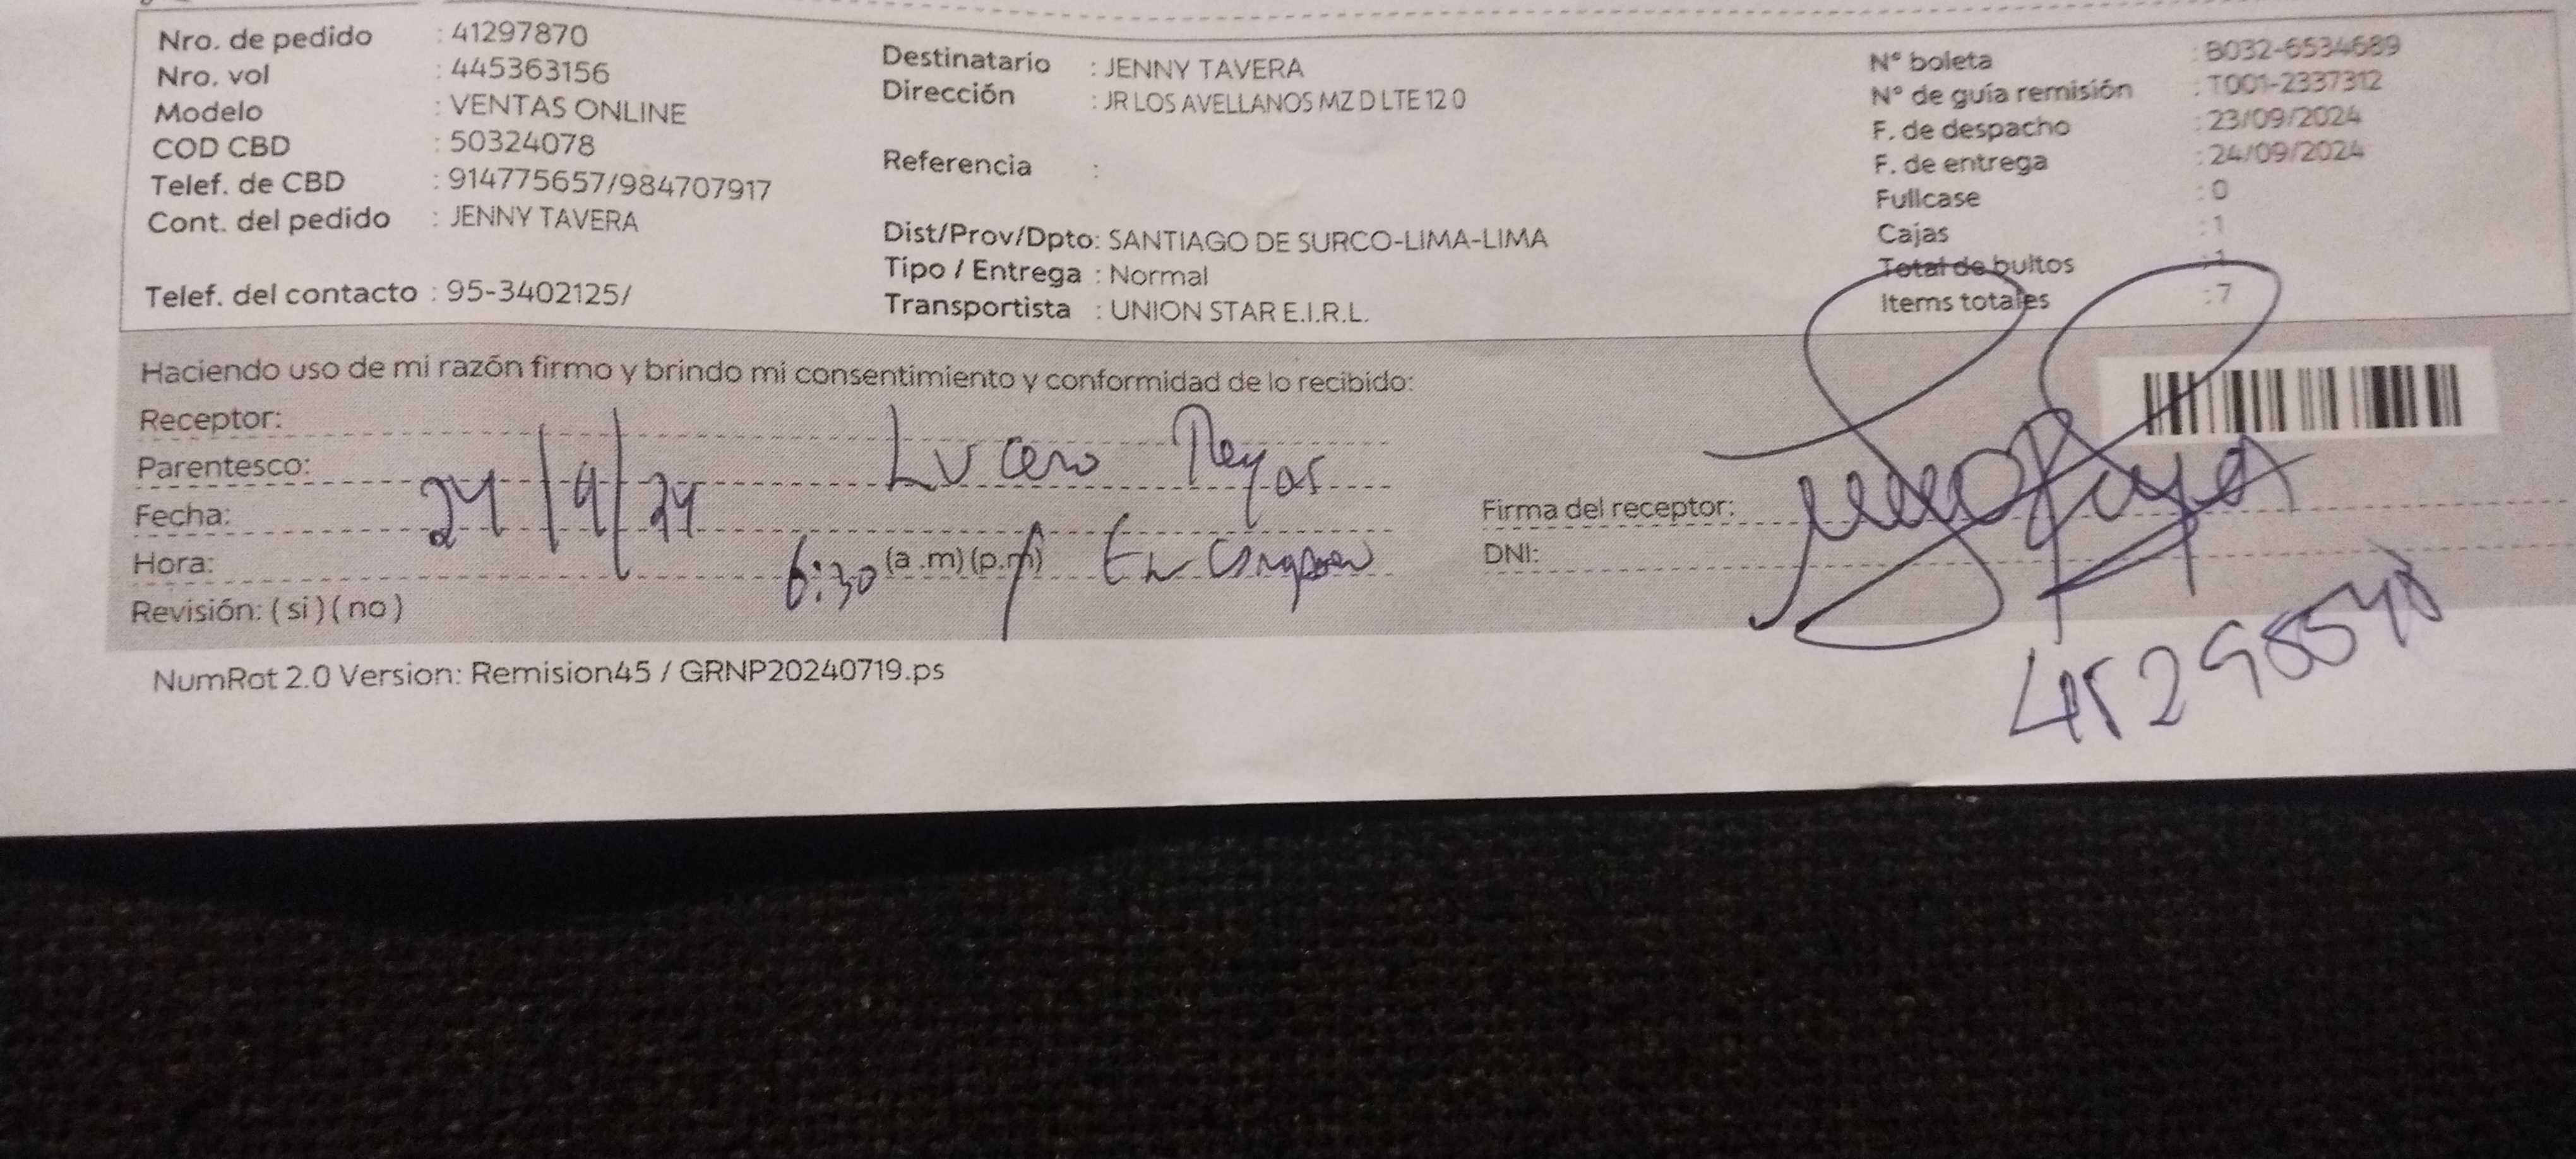 Nro. de pedido : 41297870
Nro. vol : 445363156
Modelo : VENTAS ONLINE
COD CBD : 50324078
Telef. de CBD : 914775657/984707917
Cont. del pedido : JENNY TAVERA
Telef. del contacto : 95-3402125/
Destinatario : JENNY TAVERA
Dirección : JR LOS AVELLANOS MZ D LTE 12 0
Referencia :
Dist/Prov/Dpto: SANTIAGO DE SURCO-LIMA-LIMA
Tipo / Entrega : Normal
Transportista : UNION STAR E.I.R.L.
N° boleta : B032-6534689
N° de guía remisión : T001-2337312
F. de despacho : 23/09/2024
F. de entrega : 24/09/2024
Fullcase : 0
Cajas : 1
Total de bultos : 1
Items totales : 7
Haciendo uso de mi razón firmo y brindo mi consentimiento y conformidad de lo recibido:
Receptor:
Parentesco: Lucero Reyes
Fecha: 24/9/24
Hora: 6:30 (a .m) (p.m)
Revisión: ( si ) ( no )
Firma del receptor:
DNI:
NumRot 2.0 Version: Remision45 / GRNP20240719.ps